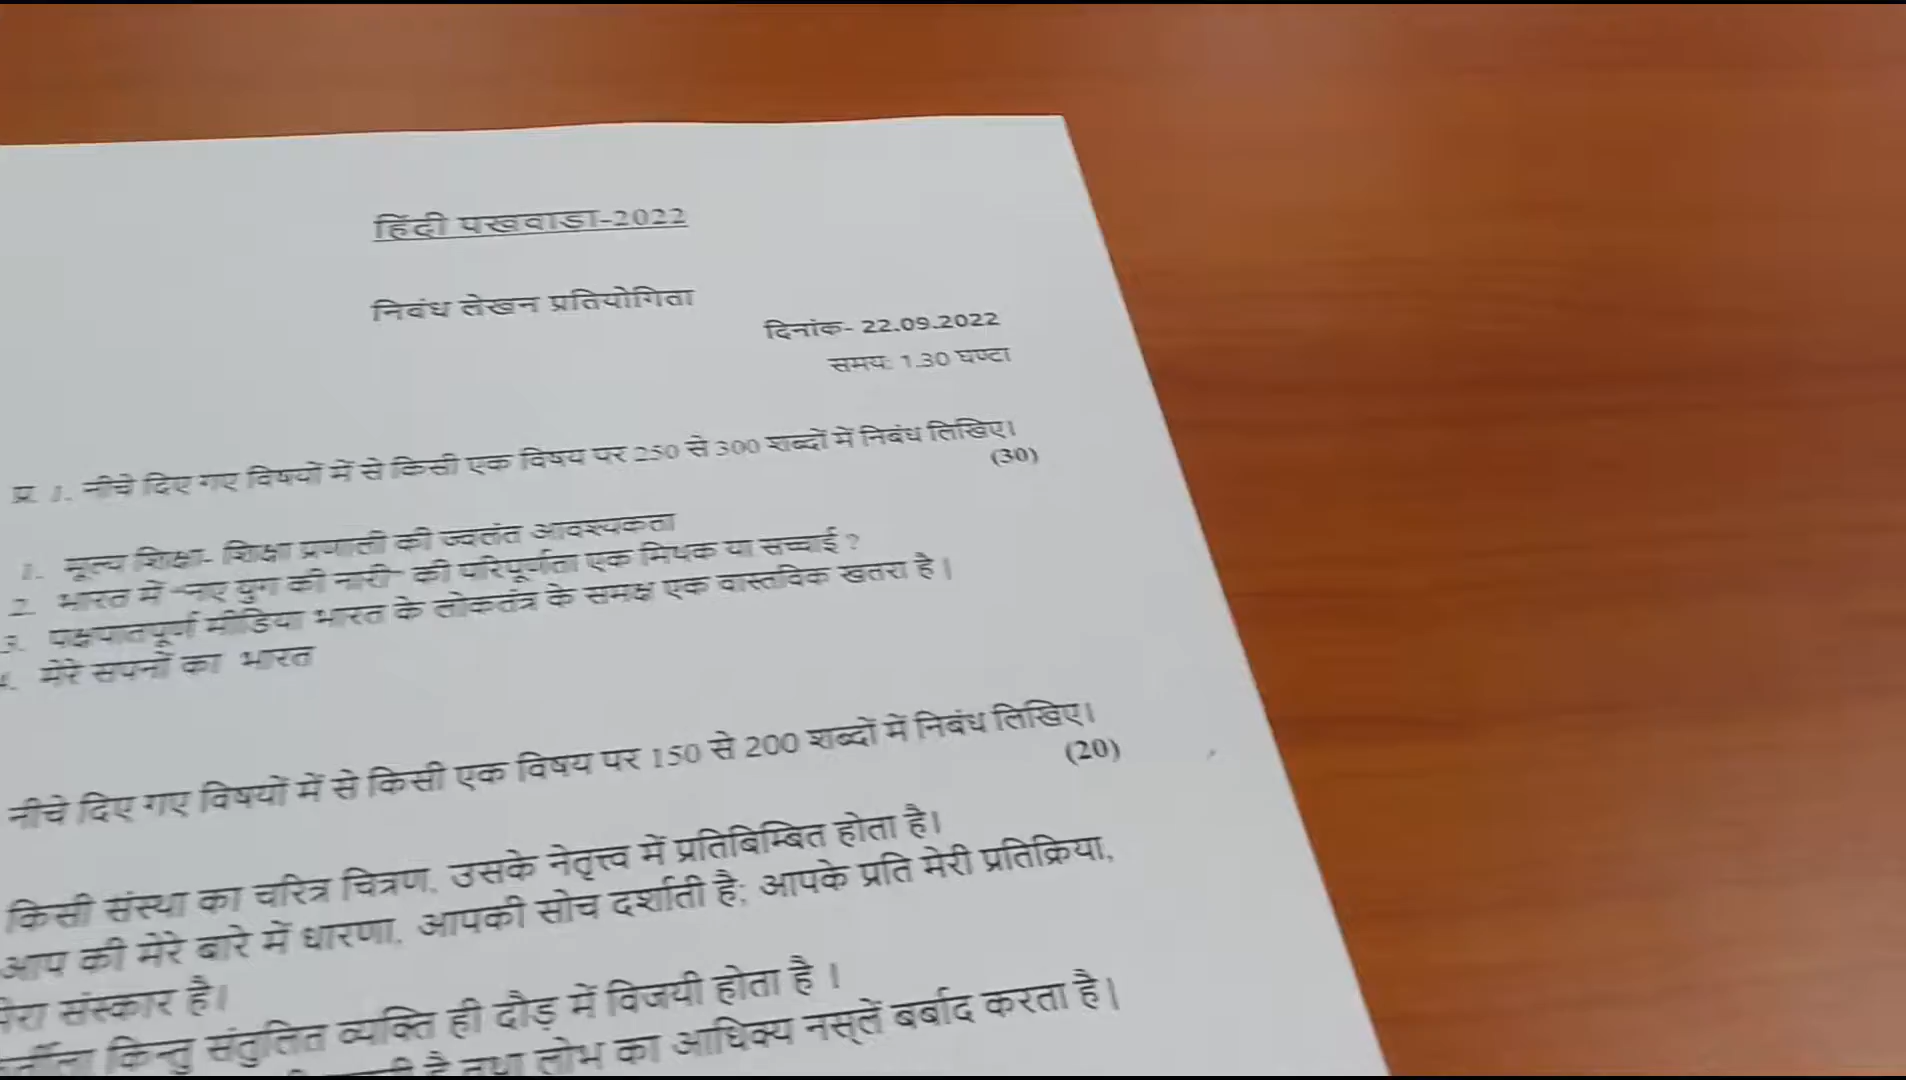 हिंदी पखवाडा-2022
निवंध लेखन प्रतियोगिता
दिनांक- 22.09.2022
समय: 1.30 घण्टा
प्र. 1. नीचे दिए गए विषयों में से किसी एक विषय पर 250 से 300 शब्दों में निबंध लिखिए।
(30)
1. मूल्य शिक्षा- शिक्षा प्रणाली की ज्वलंत आवश्यकता
2. भारत में "नए युग की नारी" की परिपूर्णता एक मिथक या सच्चाई ?
3. पक्षपातपूर्ण मीडिया भारत के लोकतंत्र के समक्ष एक वास्तविक खतरा है।
4. मेरे सपनों का भारत
नीचे दिए गए विषयों में से किसी एक विषय पर 150 से 200 शब्दों में निबंध लिखिए।
(20)
किसी संस्था का चरित्र चित्रण, उसके नेतृत्त्व में प्रतिबिम्बित होता है।
आप की मेरे बारे में धारणा, आपकी सोच दर्शाती है; आपके प्रति मेरी प्रतिक्रिया,
मेरा संस्कार है।
किन्तु संतुलित व्यक्ति ही दौड़ में विजयी होता है ।
है तथा लोभ का आधिक्य नस्लें बर्बाद करता है।